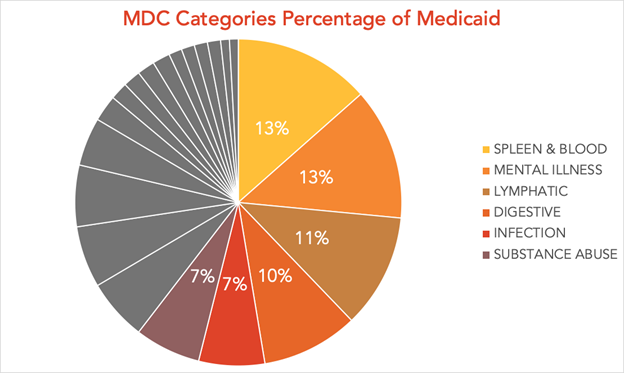 MDC Categories Percentage of Medicaid
13%
13%
11%
10%
7%
7%
SPLEEN & BLOOD
MENTAL ILLNESS
LYMPHATIC
DIGESTIVE
INFECTION
SUBSTANCE ABUSE